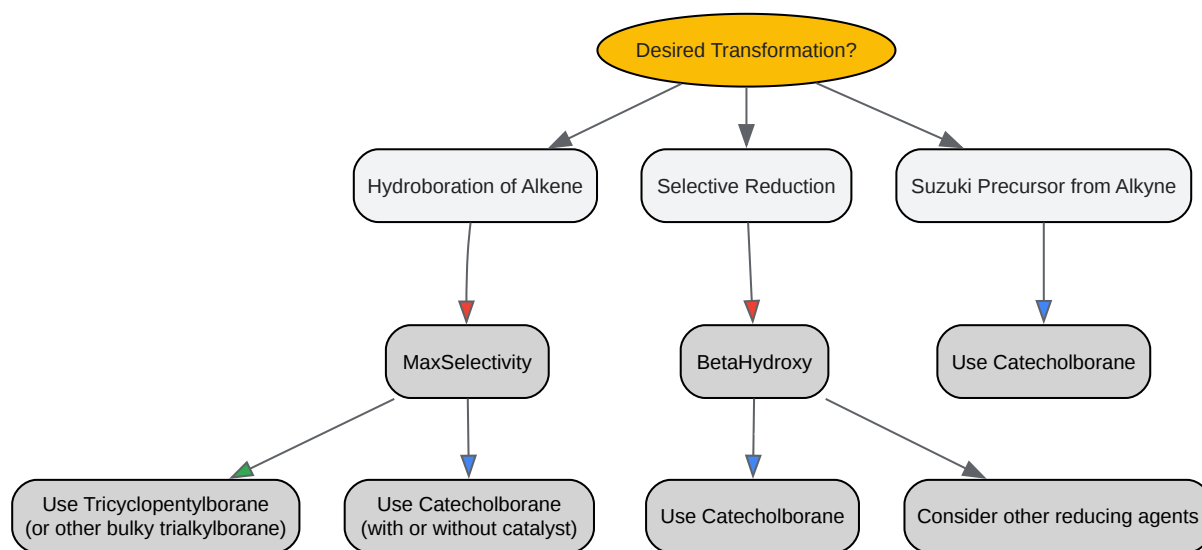 Desired Transformation?
Hydroboration of Alkene
Selective Reduction
Suzuki Precursor from Alkyne
MaxSelectivity
BetaHydroxy
Use Catecholborane
Use Tricyclopentylborane
(or other bulky trialkylborane)
Use Catecholborane
(with or without catalyst)
Use Catecholborane
Consider other reducing agents